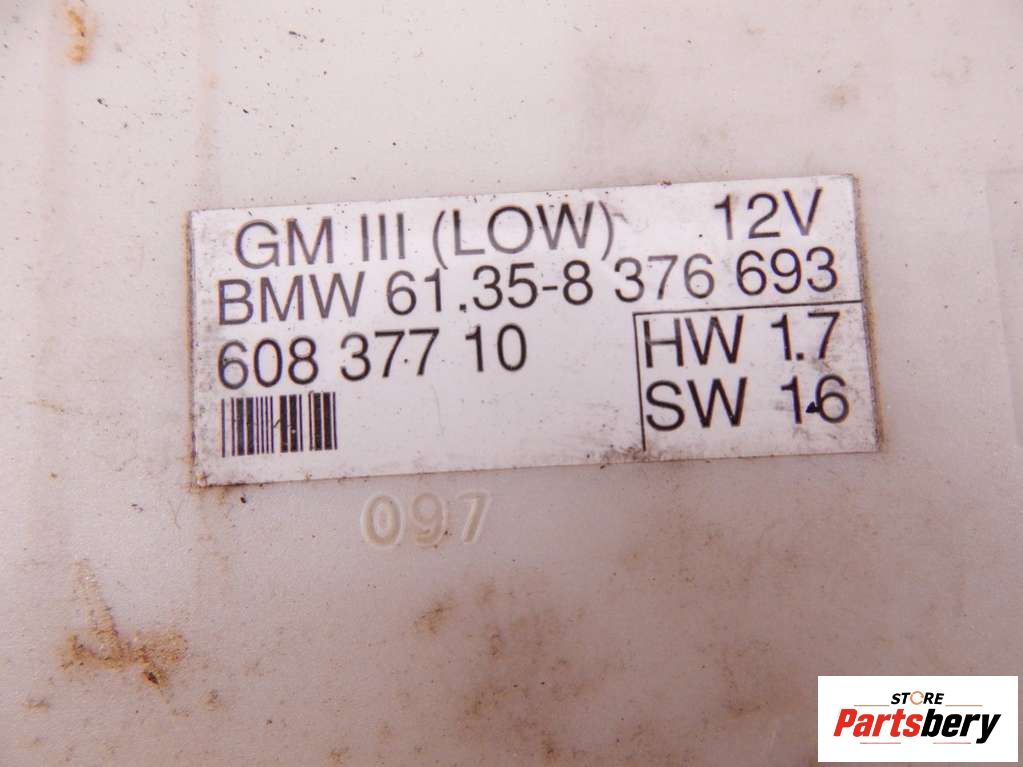 GM III (LOW) 12V
BMW 61.35-8 376 693
608 377 10
HW 1.7
SW 16
097
STORE
Partsbery